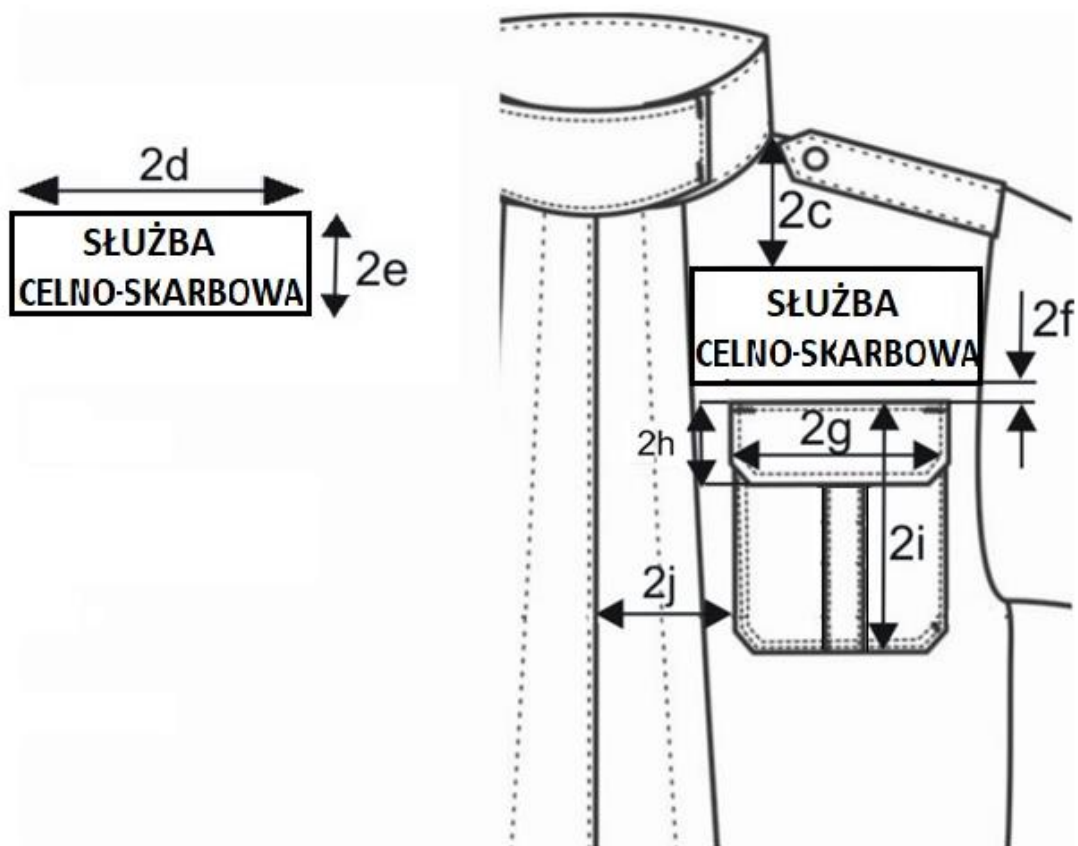 2d
SŁUŻBA
CELNO-SKARBOWA
2e
2c
SŁUŻBA
CELNO-SKARBOWA
2f
2h
2g
2i
2j